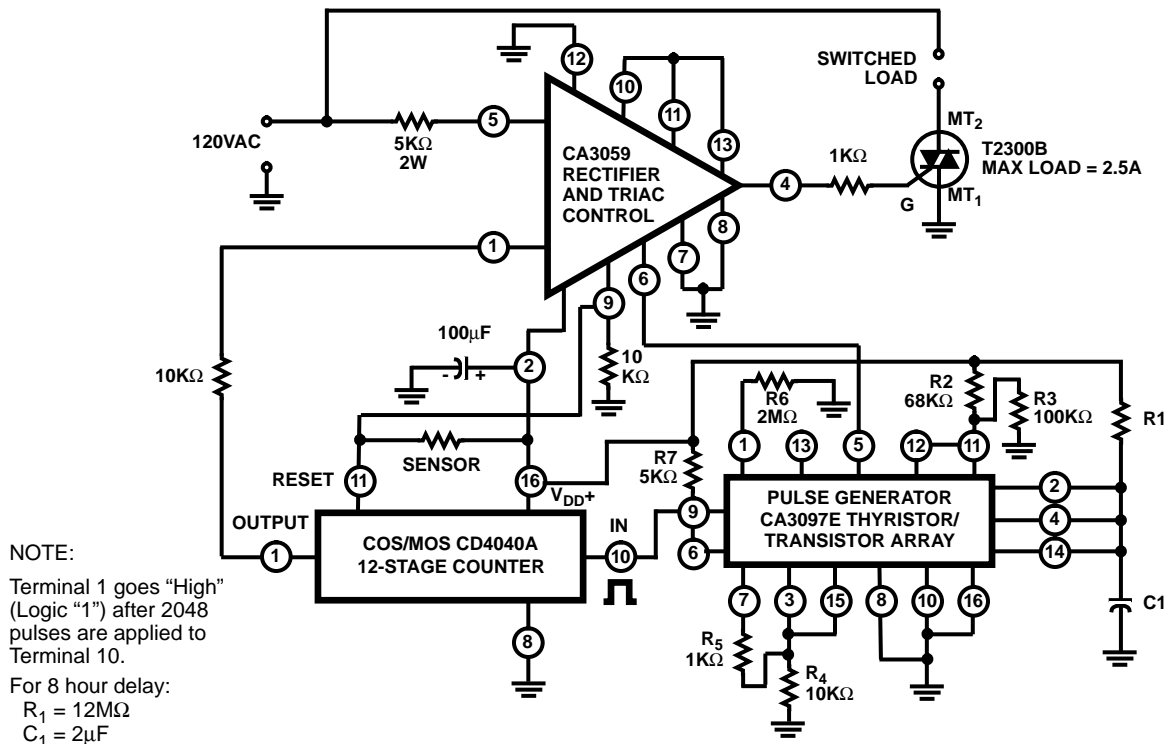 12
10
11
13
SWITCHED
LOAD
120VAC
5KΩ
2W
5
CA3059
RECTIFIER
AND TRIAC
CONTROL
4
1KΩ
G
MT2
T2300B
MAX LOAD = 2.5A
MT1
1
9
6
7
8
100μF
- +
2
10
KΩ
10KΩ
SENSOR
RESET
11
16
VDD+
OUTPUT
1
COS/MOS CD4040A
12-STAGE COUNTER
IN
10
8
R6
2MΩ
R2
68KΩ
R3
100KΩ
R1
1
13
5
12
11
R7
5KΩ
9
6
PULSE GENERATOR
CA3097E THYRISTOR/
TRANSISTOR ARRAY
2
4
14
7
3
15
8
10
16
C1
R5
1KΩ
R4
10KΩ
NOTE:
Terminal 1 goes “High”
(Logic “1”) after 2048
pulses are applied to
Terminal 10.
For 8 hour delay:
R1 = 12MΩ
C1 = 2μF